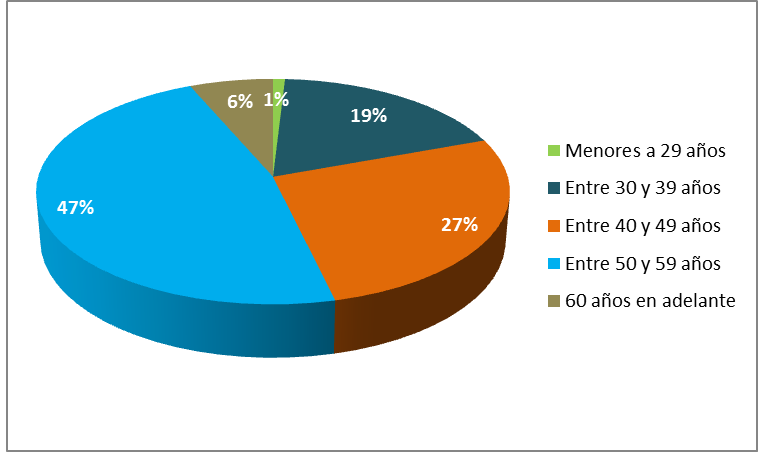 6%
1%
19%
47%
27%
Menores a 29 años
Entre 30 y 39 años
Entre 40 y 49 años
Entre 50 y 59 años
60 años en adelante